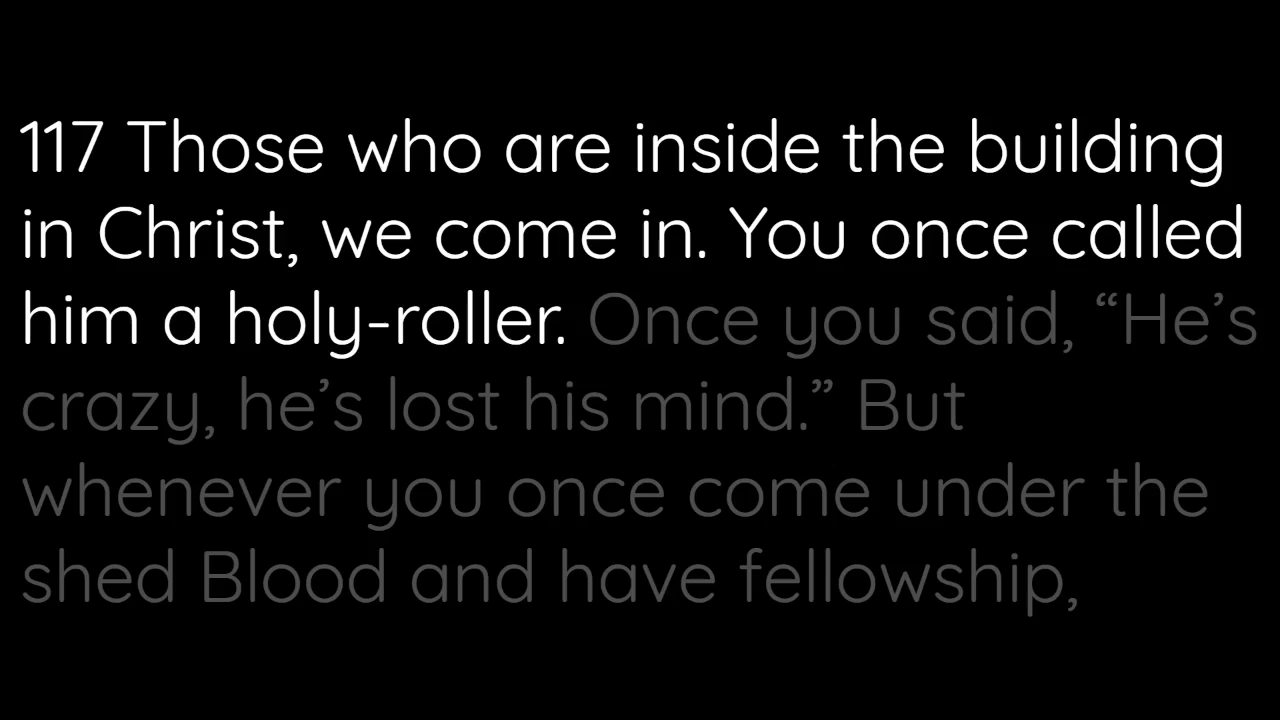 117 Those who are inside the building
in Christ, we come in. You once called
him a holy-roller. Once you said, “He’s
crazy, he’s lost his mind.” But
whenever you once come under the
shed Blood and have fellowship,